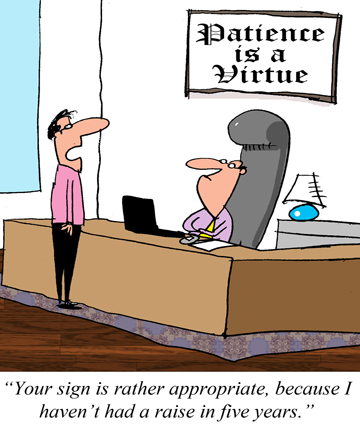 Patience
is a
Virtue
“Your sign is rather appropriate, because I
haven’t had a raise in five years.”